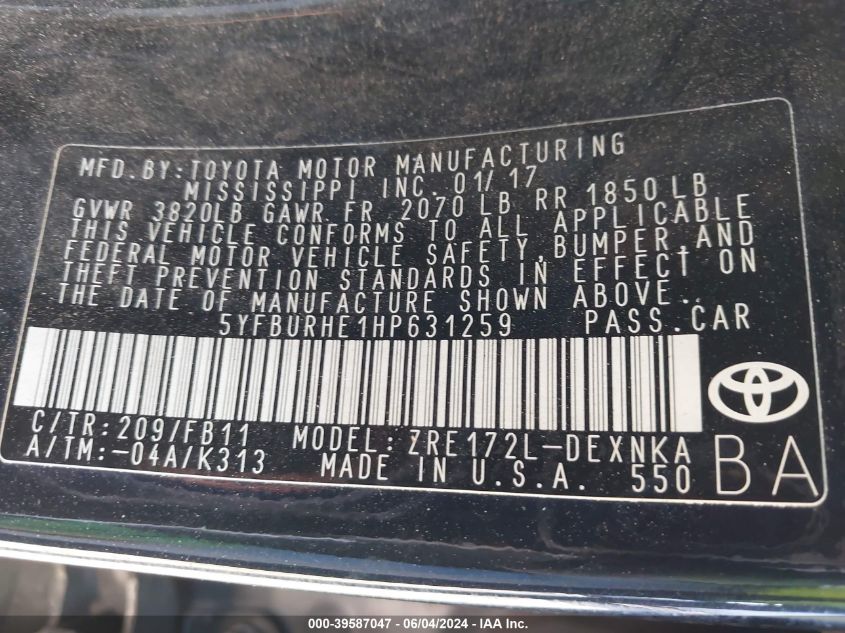 MFD.BY:TOYOTA MOTOR MANUFACTURING
MISSISSIPPI INC. 01/17
GVWR 3820LB GAWR FR 2070 LB RR 1850 LB
THIS VEHICLE CONFORMS TO ALL APPLICABLE
FEDERAL MOTOR VEHICLE SAFETY,BUMPER,AND
THEFT PREVENTION STANDARDS IN EFFECT ON
THE DATE OF MANUFACTURE SHOWN ABOVE.
5YFBURHE1HP631259 PASS.CAR
C/TR:209/FB11 MODEL:ZRE172L-DEXNKA
A/TM:-04A/K313 MADE IN U.S.A. 550
BA
000-39587047 - 06/04/2024 - 1 of 1